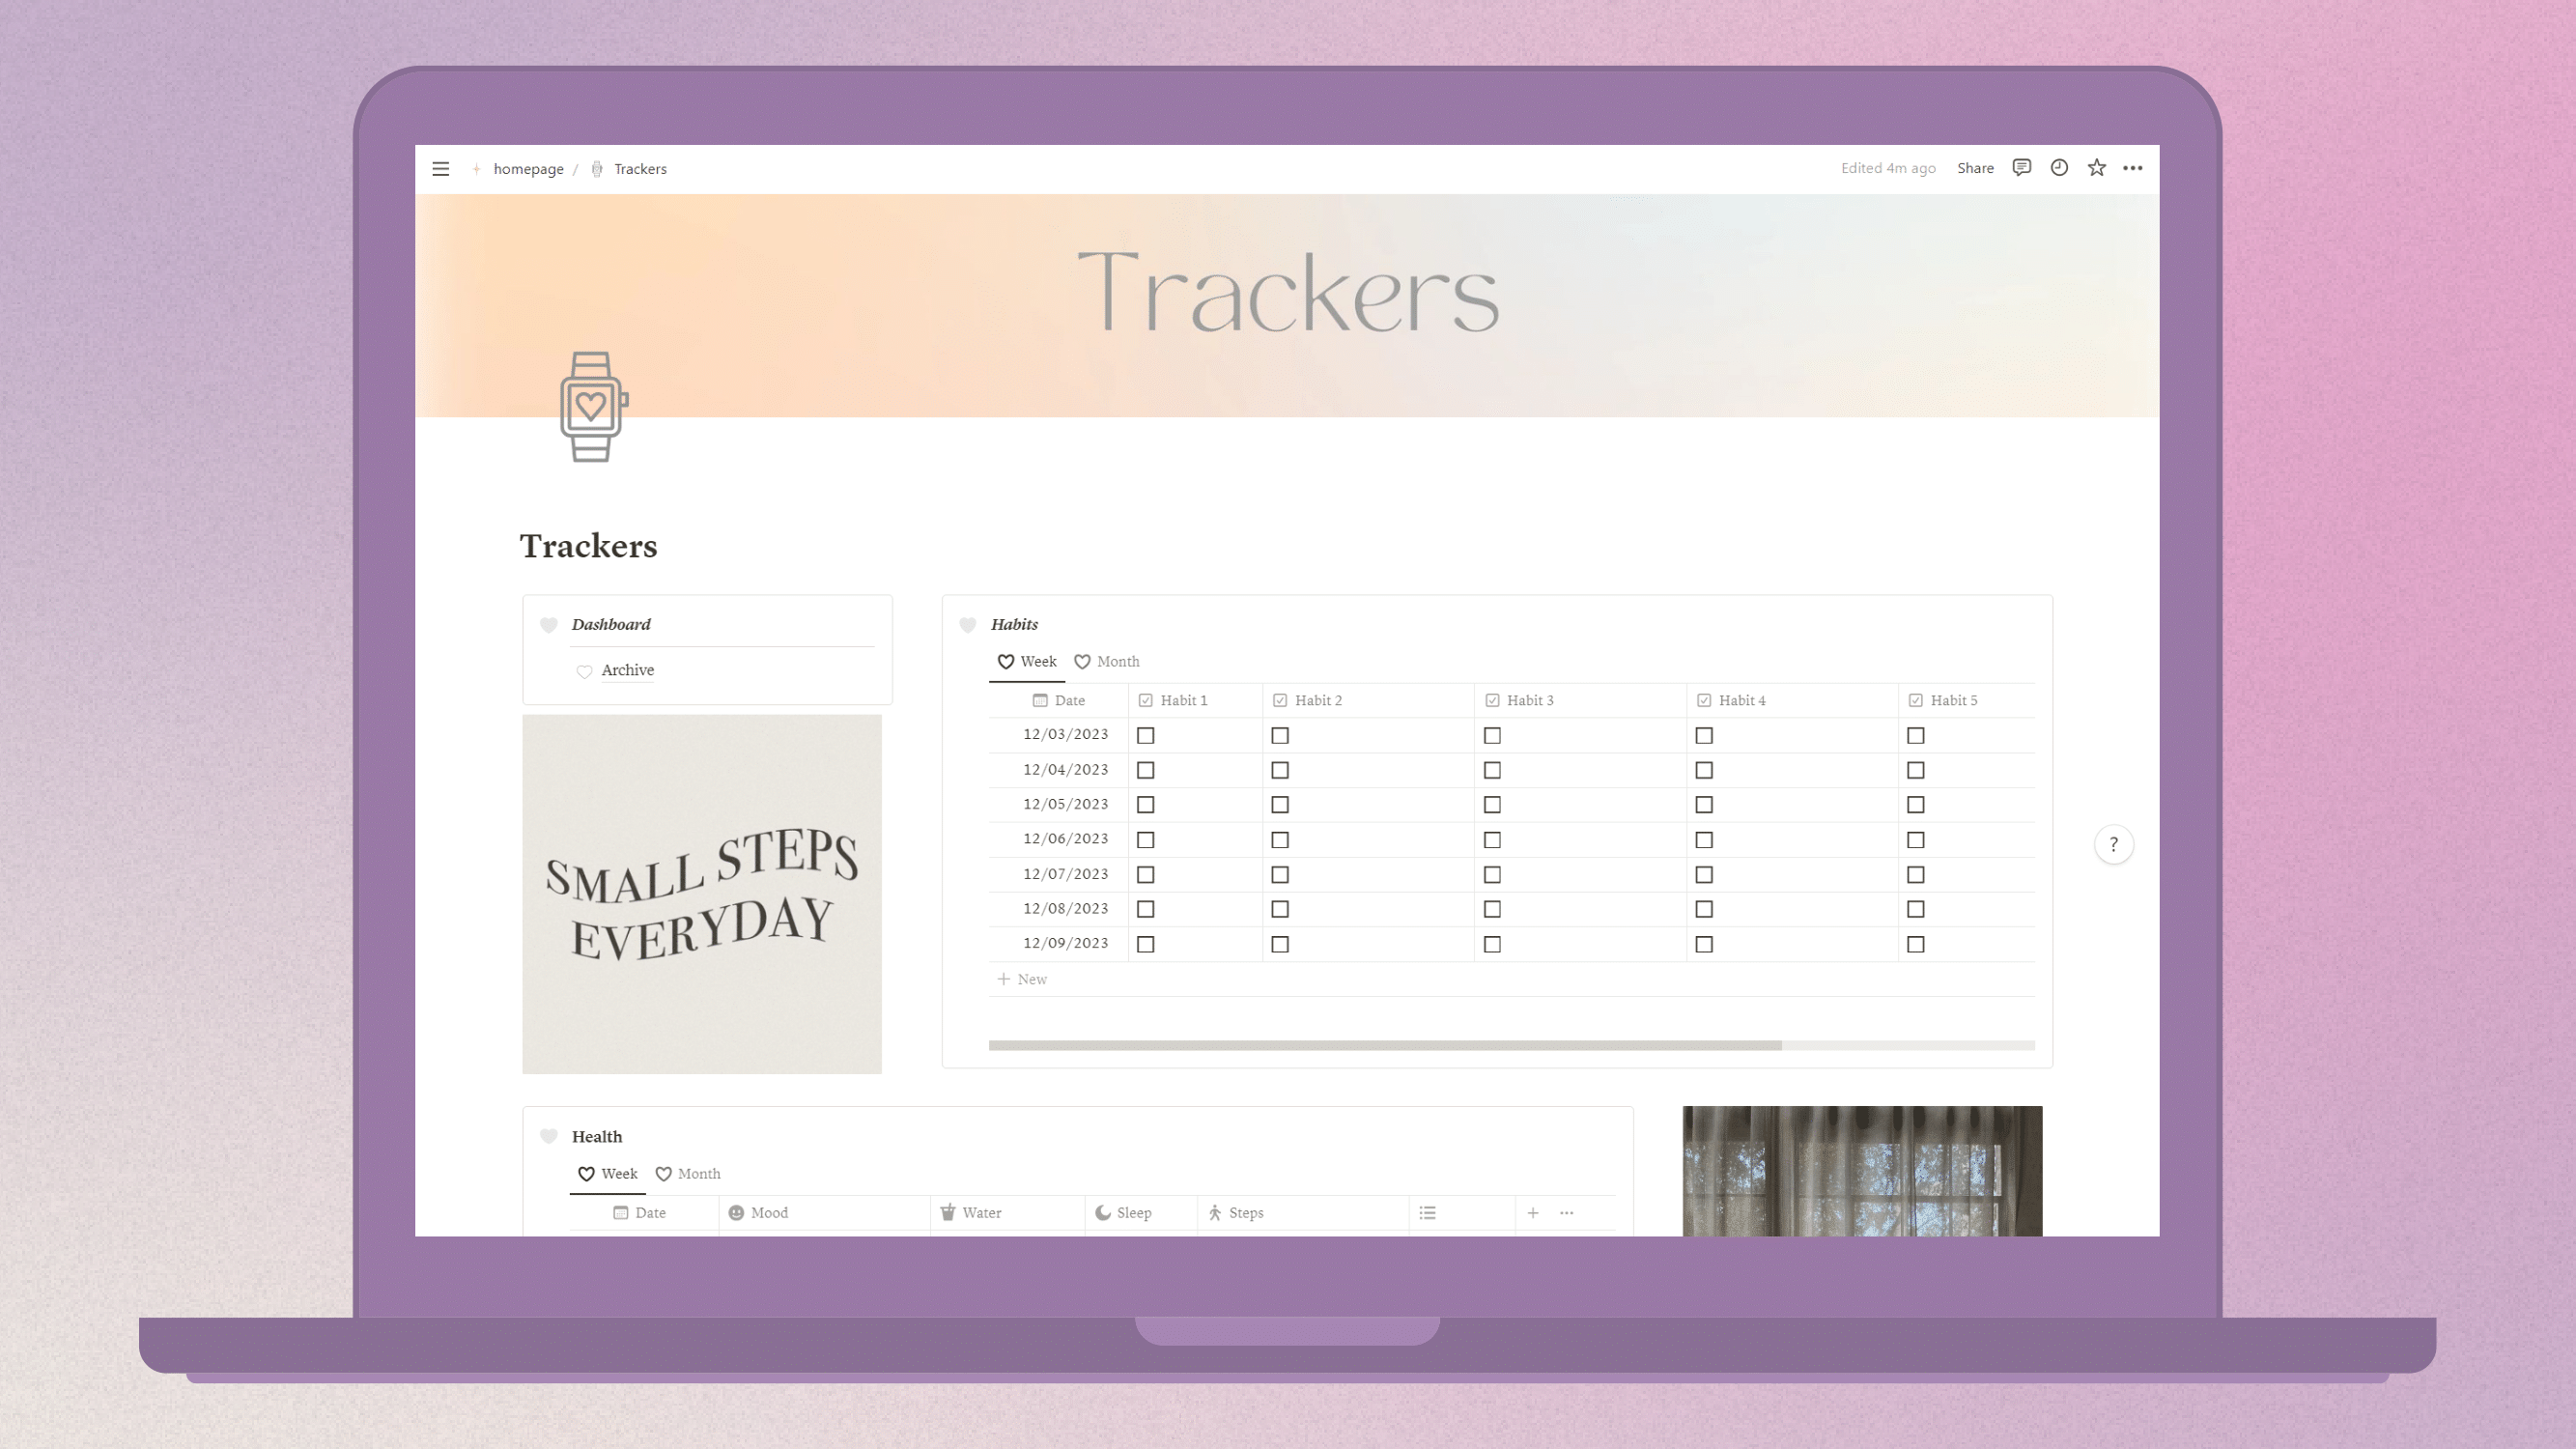 homepage / Trackers
Edited 4m ago Share
Trackers
Trackers
Dashboard
Archive
SMALL STEPS
EVERYDAY
Habits
Week Month
Date Habit 1 Habit 2 Habit 3 Habit 4 Habit 5
12/03/2023
12/04/2023
12/05/2023
12/06/2023
12/07/2023
12/08/2023
12/09/2023
+ New
?
Health
Week Month
Date Mood Water Sleep Steps